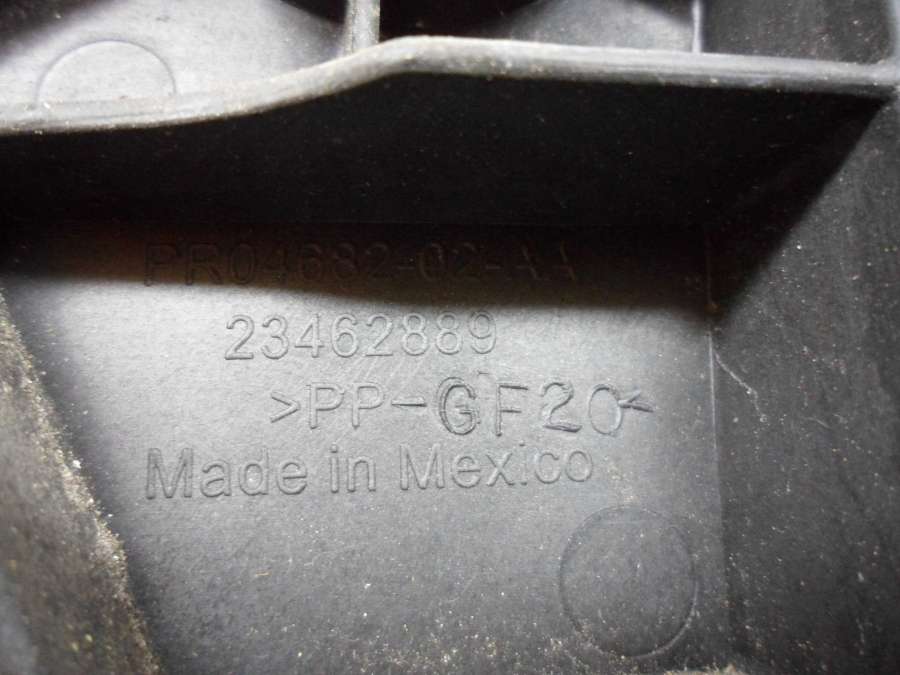 PR04682-02-AA
23462889
>PP-GF20<
Made in Mexico